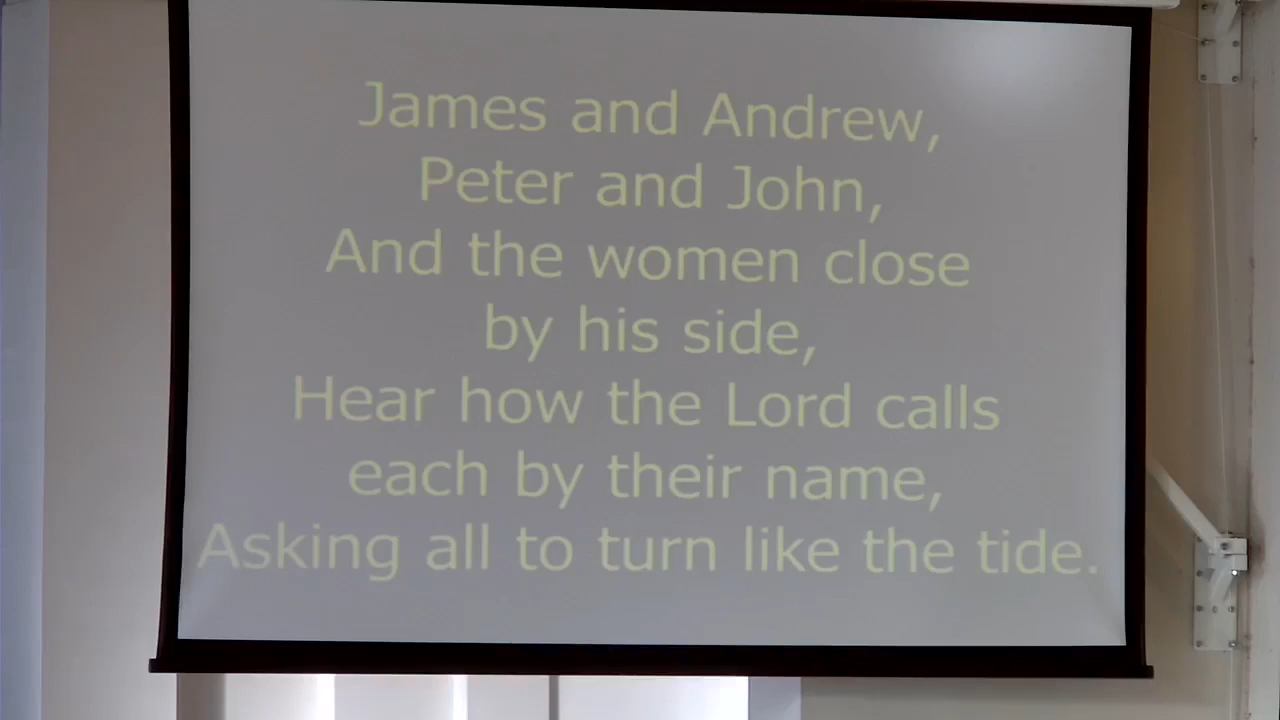 James and Andrew,
Peter and John,
And the women close
by his side,
Hear how the Lord calls
each by their name,
Asking all to turn like the tide.